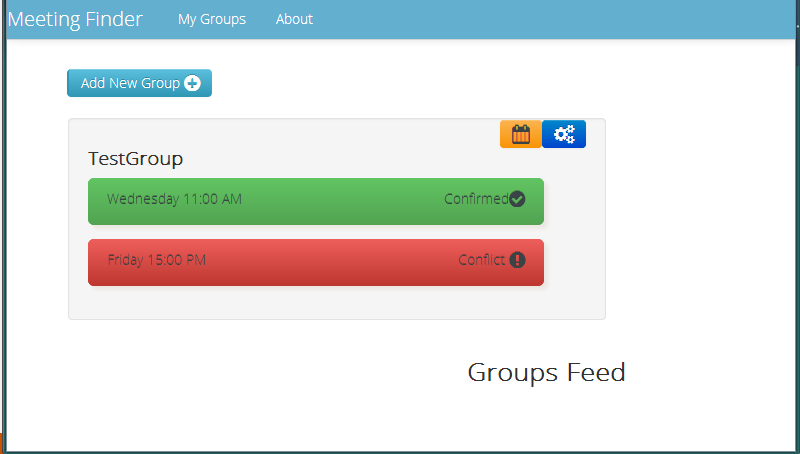 Meeting Finder My Groups About
Add New Group
TestGroup
Wednesday 11:00 AM Confirmed
Friday 15:00 PM Conflict
Groups Feed